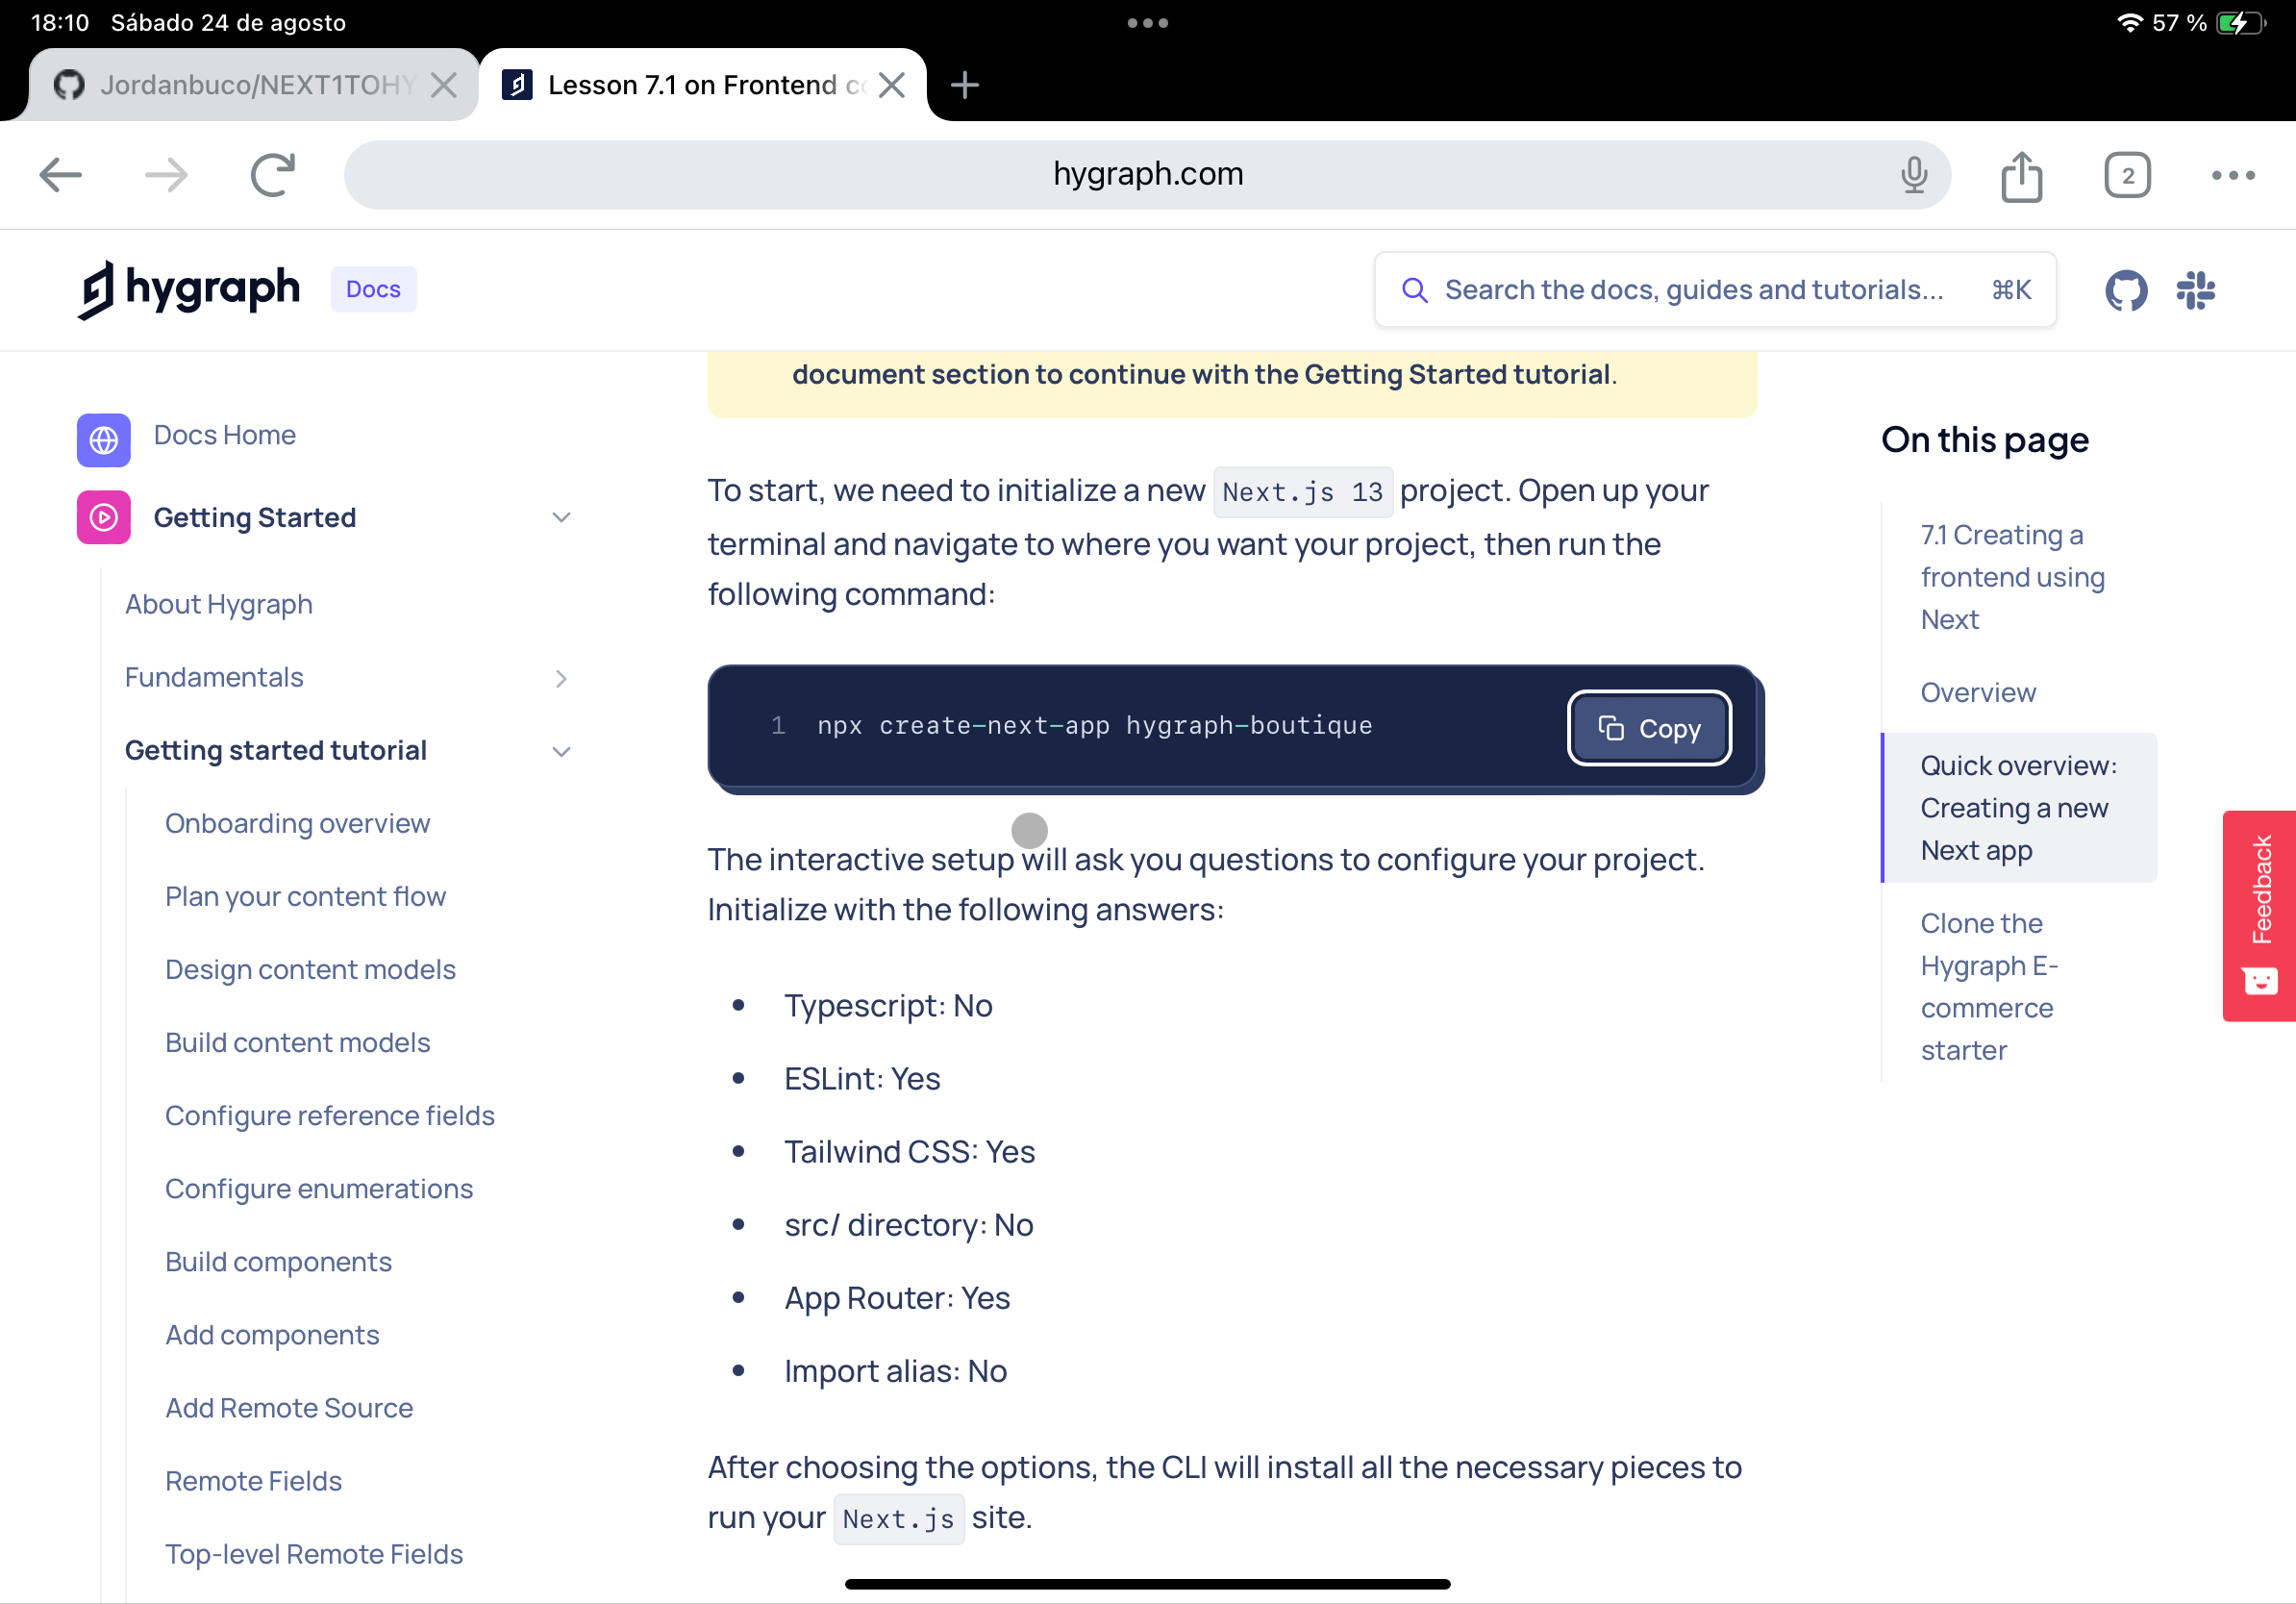 18:10 Sábado 24 de agosto
57 %
Jordanbuco/NEXT1TOHY
Lesson 7.1 on Frontend
hygraph.com
2
hygraph
Docs
Search the docs, guides and tutorials... ⌘K
Docs Home
Getting Started
About Hygraph
Fundamentals
Getting started tutorial
Onboarding overview
Plan your content flow
Design content models
Build content models
Configure reference fields
Configure enumerations
Build components
Add components
Add Remote Source
Remote Fields
Top-level Remote Fields
document section to continue with the Getting Started tutorial.
To start, we need to initialize a new Next.js 13 project. Open up your
terminal and navigate to where you want your project, then run the
following command:
1 npx create-next-app hygraph-boutique
Copy
The interactive setup will ask you questions to configure your project.
Initialize with the following answers:
• Typescript: No
• ESLint: Yes
• Tailwind CSS: Yes
• src/ directory: No
• App Router: Yes
• Import alias: No
After choosing the options, the CLI will install all the necessary pieces to
run your Next.js site.
On this page
7.1 Creating a
frontend using
Next
Overview
Quick overview:
Creating a new
Next app
Clone the
Hygraph E-
commerce
starter
Feedback